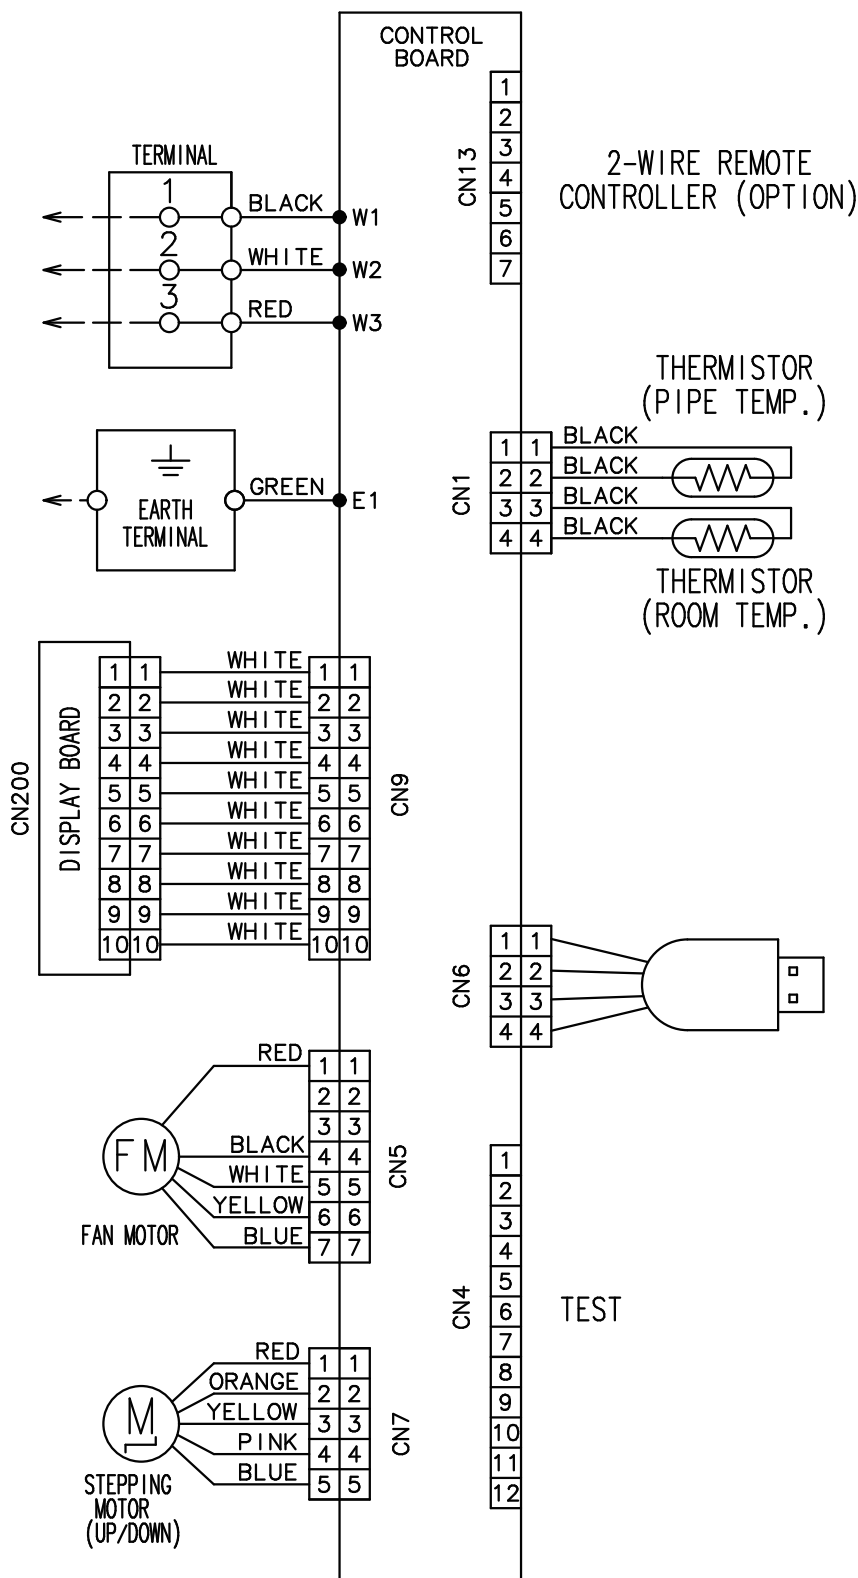 CONTROL
BOARD
CN13
1
2
3
4
5
6
7
2-WIRE REMOTE
CONTROLLER (OPTION)
TERMINAL
1
BLACK
W1
2
WHITE
W2
3
RED
W3
THERMISTOR
(PIPE TEMP.)
CN1
1 1 BLACK
2 2 BLACK
3 3 BLACK
4 4 BLACK
THERMISTOR
(ROOM TEMP.)
EARTH
TERMINAL
GREEN
E1
CN200
DISPLAY BOARD
1 1 WHITE 1 1
2 2 WHITE 2 2
3 3 WHITE 3 3
4 4 WHITE 4 4
5 5 WHITE 5 5
6 6 WHITE 6 6
7 7 WHITE 7 7
8 8 WHITE 8 8
9 9 WHITE 9 9
10 10 WHITE 10 10
CN9
CN6
1 1
2 2
3 3
4 4
FM
FAN MOTOR
RED 1 1
2 2
3 3
BLACK 4 4
WHITE 5 5
YELLOW 6 6
BLUE 7 7
CN5
CN4
1
2
3
4
5
6
7
8
9
10
11
12
TEST
M
STEPPING
MOTOR
(UP/DOWN)
RED 1 1
ORANGE 2 2
YELLOW 3 3
PINK 4 4
BLUE 5 5
CN7